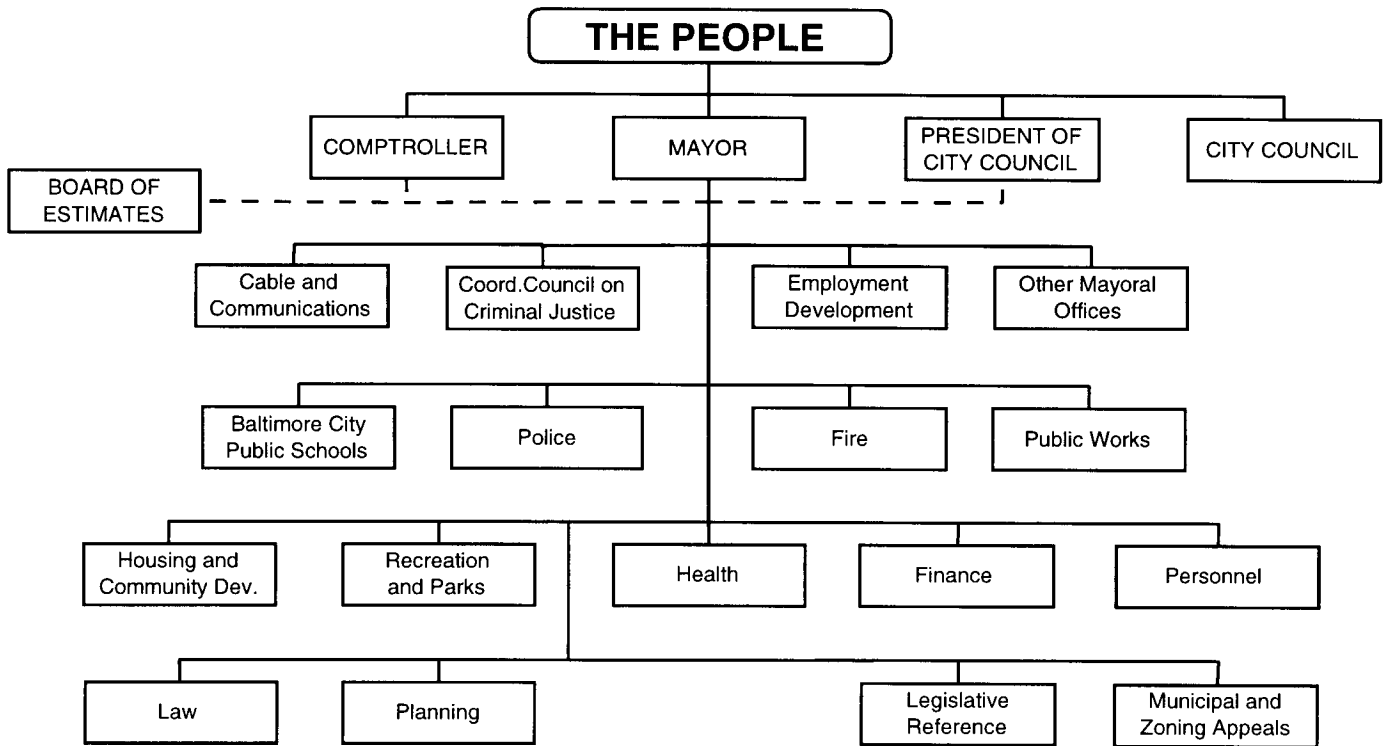 THE PEOPLE
COMPTROLLER
MAYOR
PRESIDENT OF
CITY COUNCIL
CITY COUNCIL
BOARD OF
ESTIMATES
Cable and
Communications
Coord.Council on
Criminal Justice
Employment
Development
Other Mayoral
Offices
Baltimore City
Public Schools
Police
Fire
Public Works
Housing and
Community Dev.
Recreation
and Parks
Health
Finance
Personnel
Law
Planning
Legislative
Reference
Municipal and
Zoning Appeals